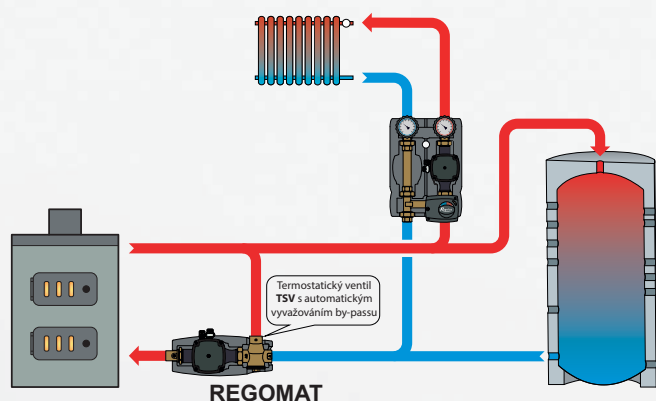 Termostatický ventil
TSV s automatickým
vyvažováním by-passu
REGOMAT